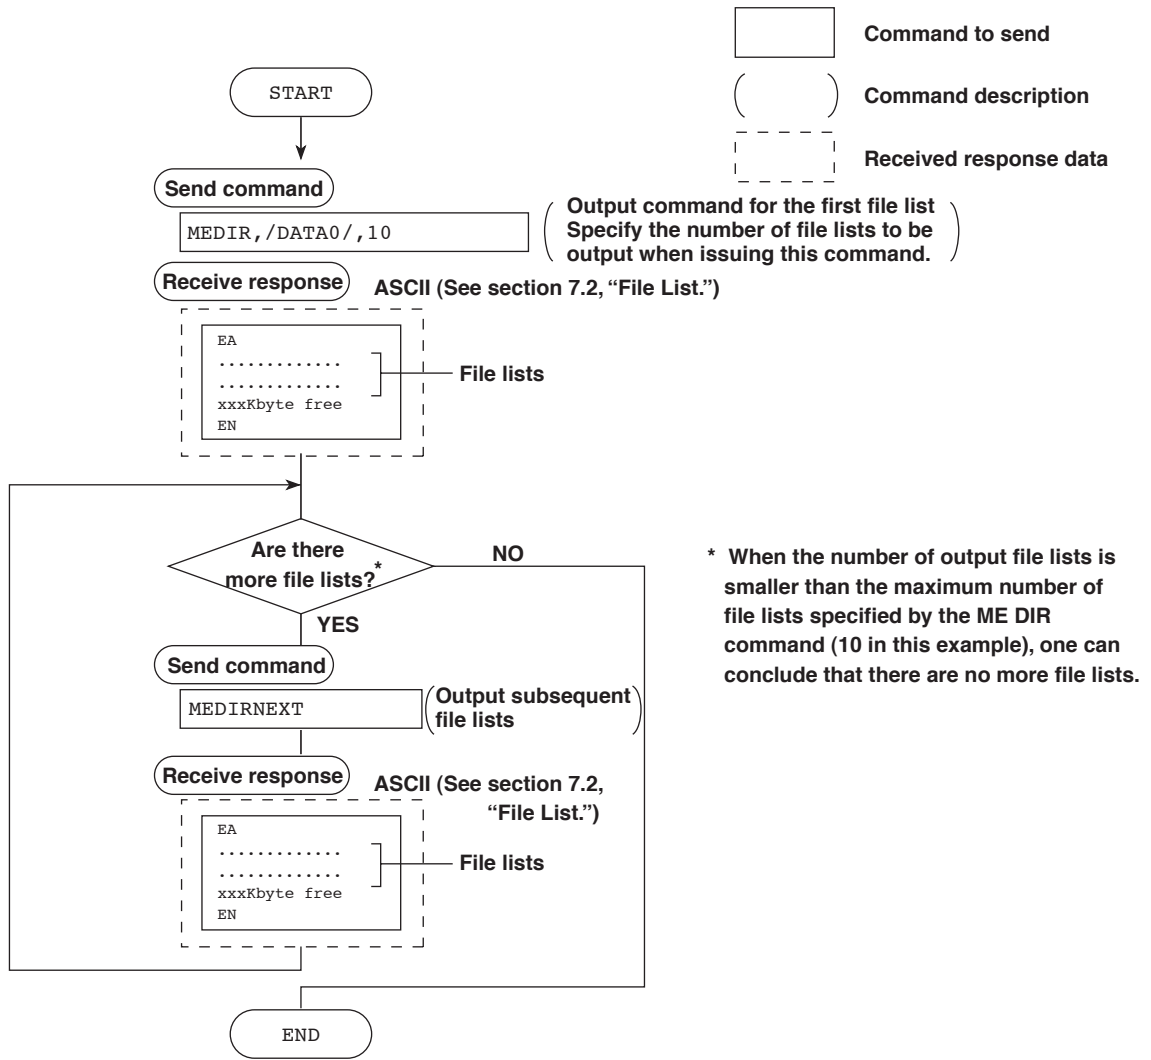 Command to send
START
Command description
Received response data
Send command
MEDIR,/DATA0/,10
Output command for the first file list
Specify the number of file lists to be
output when issuing this command.
Receive response
ASCII (See section 7.2, “File List.”)
EA
.............
.............
xxxKbyte free
EN
File lists
Are there
more file lists?*
NO
YES
* When the number of output file lists is
smaller than the maximum number of
file lists specified by the ME DIR
command (10 in this example), one can
conclude that there are no more file lists.
Send command
MEDIRNEXT
Output subsequent
file lists
Receive response
ASCII (See section 7.2,
“File List.”)
EA
.............
.............
xxxKbyte free
EN
File lists
END